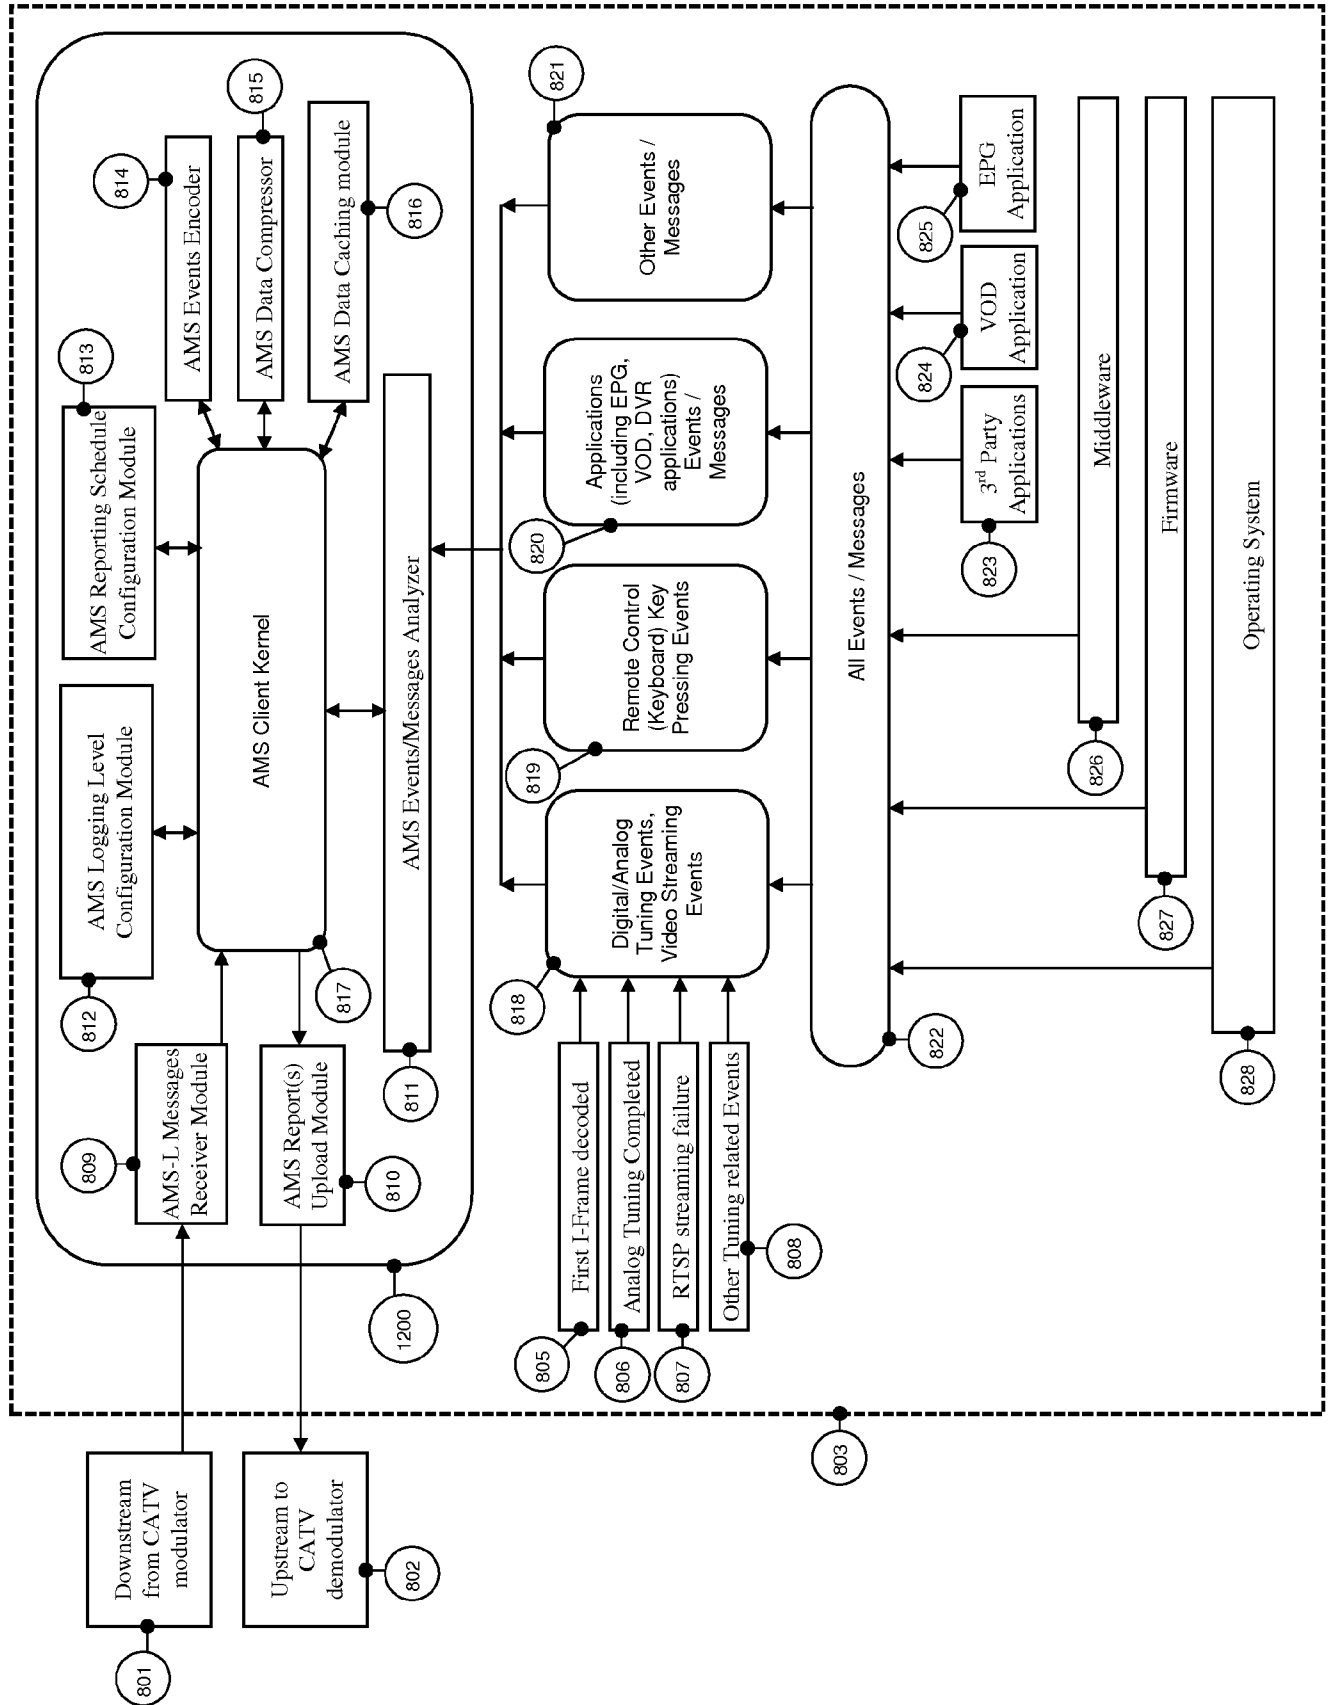 801
Downstream
from CATV
modulator
802
Upstream to
CATV
demodulator
803
1200
809
AMS-L Messages
Receiver Module
810
AMS Report(s)
Upload Module
812
AMS Logging Level
Configuration Module
813
AMS Reporting Schedule
Configuration Module
814
AMS Events Encoder
815
AMS Data Compressor
816
AMS Data Caching module
817
AMS Client Kernel
811
AMS Events/Messages Analyzer
805
First I-Frame decoded
806
Analog Tuning Completed
807
RTSP streaming failure
808
Other Tuning related Events
818
Digital/Analog
Tuning Events,
Video Streaming
Events
819
Remote Control
(Keyboard) Key
Pressing Events
820
Applications
(including EPG,
VOD, DVR
applications)
Events /
Messages
821
Other Events /
Messages
822
All Events / Messages
823
3rd Party
Applications
824
VOD
Application
825
EPG
Application
826
Middleware
827
Firmware
828
Operating System